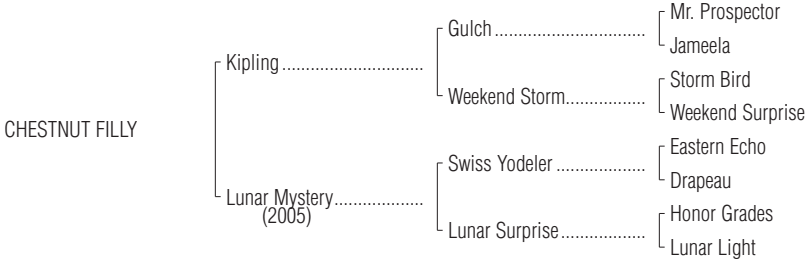 Mr. Prospector
Gulch ................................
Jameela
Kipling ..............................
Storm Bird
Weekend Storm.................
Weekend Surprise
CHESTNUT FILLY
Eastern Echo
Swiss Yodeler ...................
Drapeau
Lunar Mystery...................
(2005)
Honor Grades
Lunar Surprise..................
Lunar Light